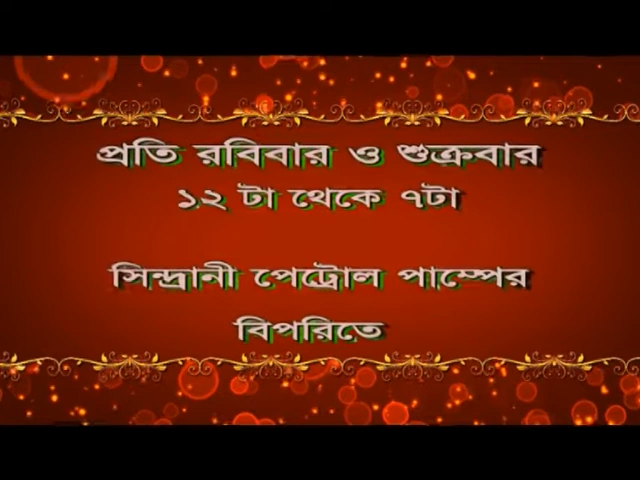 প্রতি রবিবার ও শুক্রবার
১২ টা থেকে ৭টা
সিন্দ্রানী পেট্রোল পাম্পের
বিপরিতে